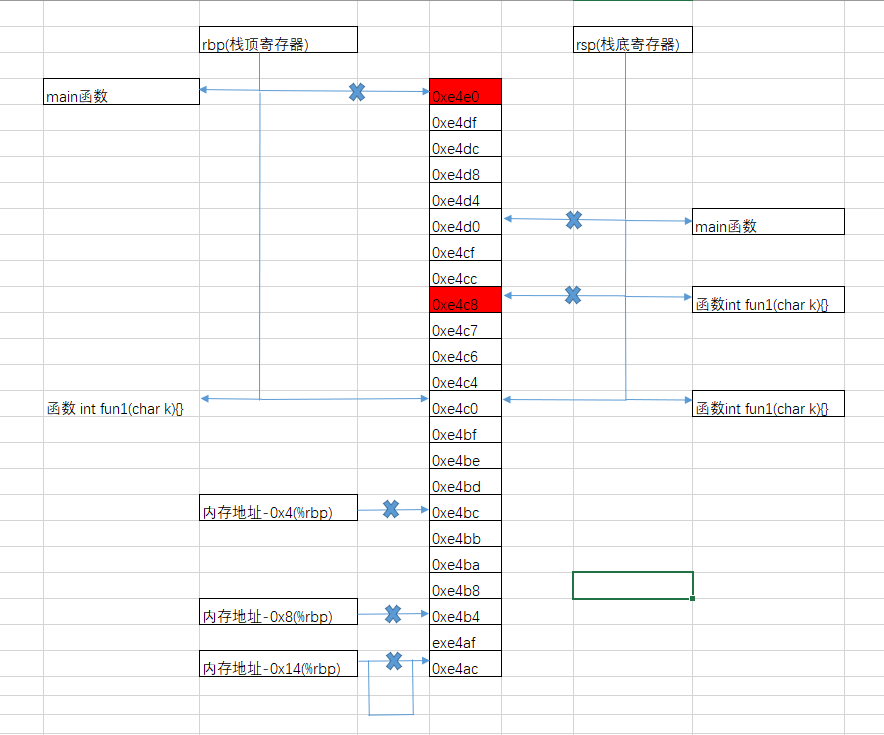 rbp(栈顶寄存器)
rsp(栈底寄存器)
main函数
0xe4e0
0xe4df
0xe4dc
0xe4d8
0xe4d4
0xe4d0
main函数
0xe4cf
0xe4cc
0xe4c8
函数int fun1(char k){}
0xe4c7
0xe4c6
0xe4c4
函数 int fun1(char k){}
0xe4c0
函数int fun1(char k){}
0xe4bf
0xe4be
0xe4bd
内存地址-0x4(%rbp)
0xe4bc
0xe4bb
0xe4ba
0xe4b8
内存地址-0x8(%rbp)
0xe4b4
exe4af
内存地址-0x14(%rbp)
0xe4ac